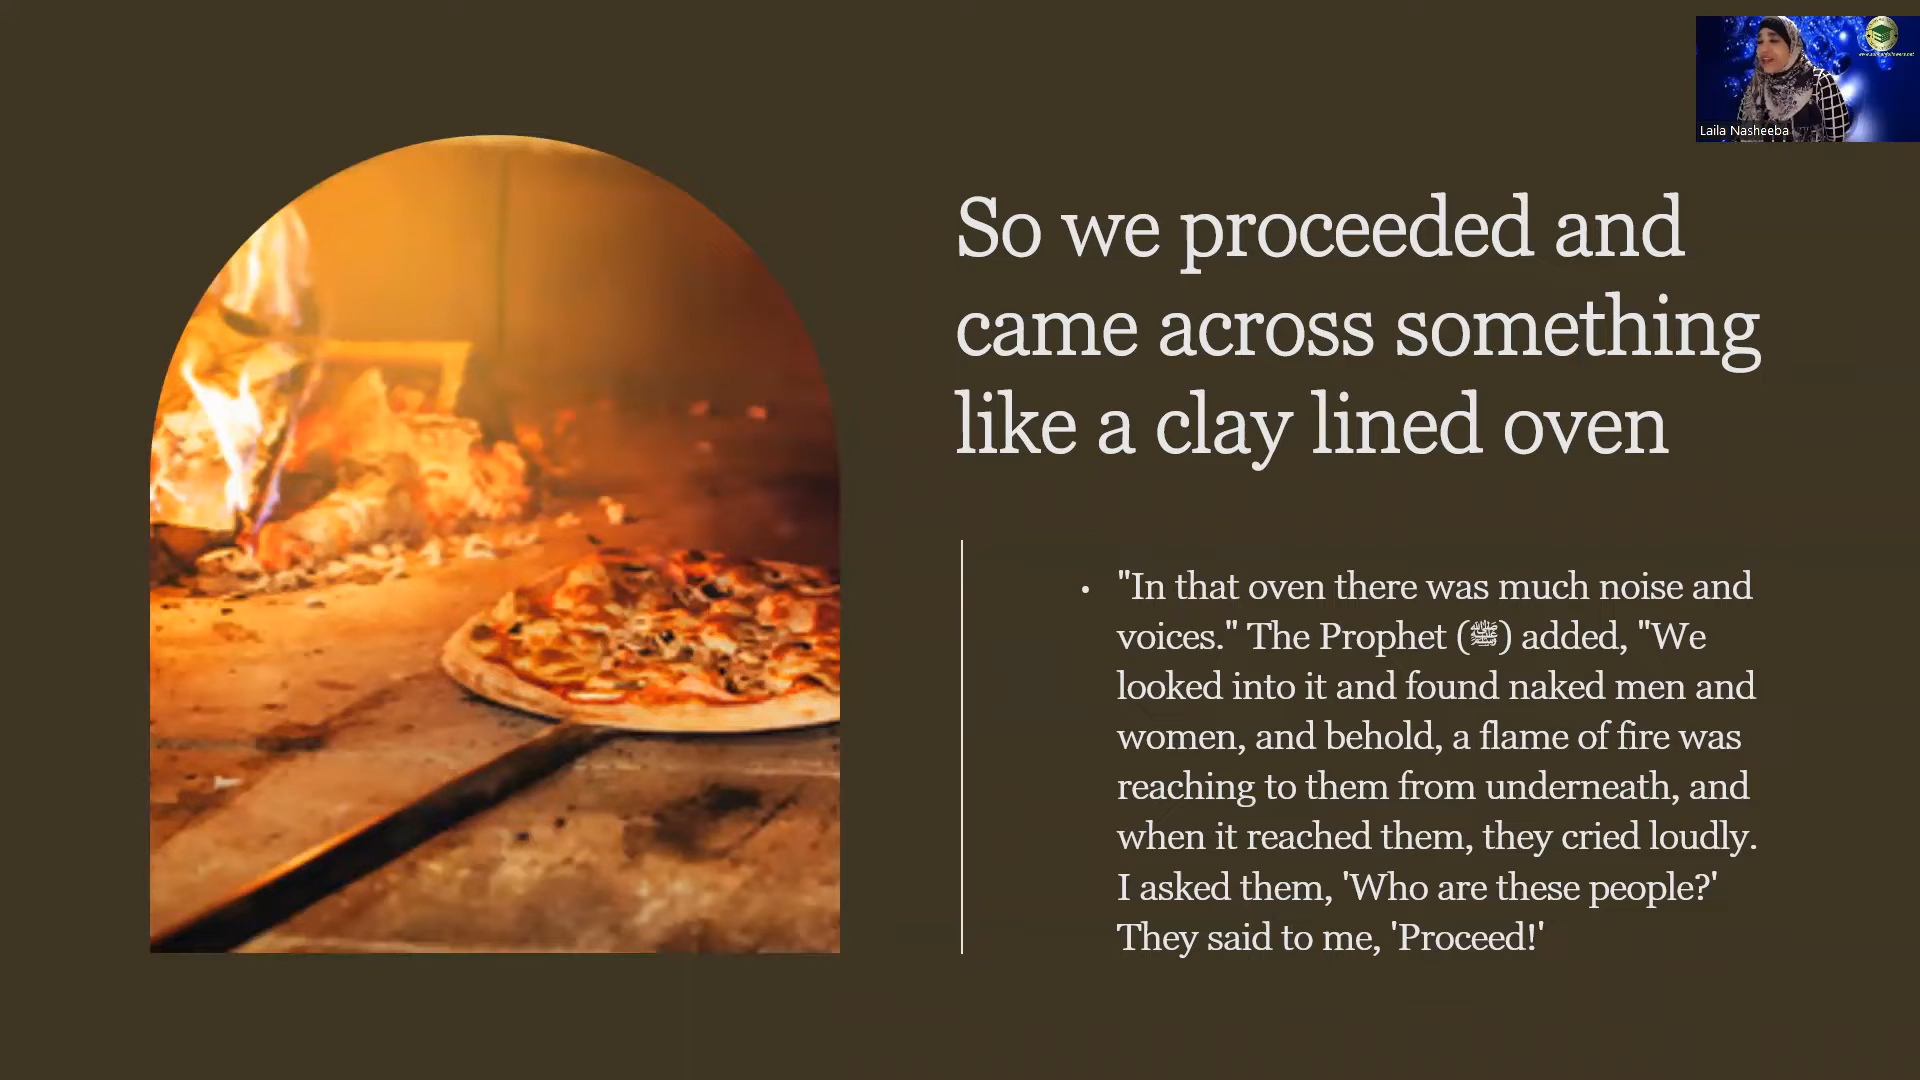 Laila Nasheeba
So we proceeded and
came across something
like a clay lined oven
• "In that oven there was much noise and
voices." The Prophet (ﷺ) added, "We
looked into it and found naked men and
women, and behold, a flame of fire was
reaching to them from underneath, and
when it reached them, they cried loudly.
I asked them, 'Who are these people?'
They said to me, 'Proceed!'